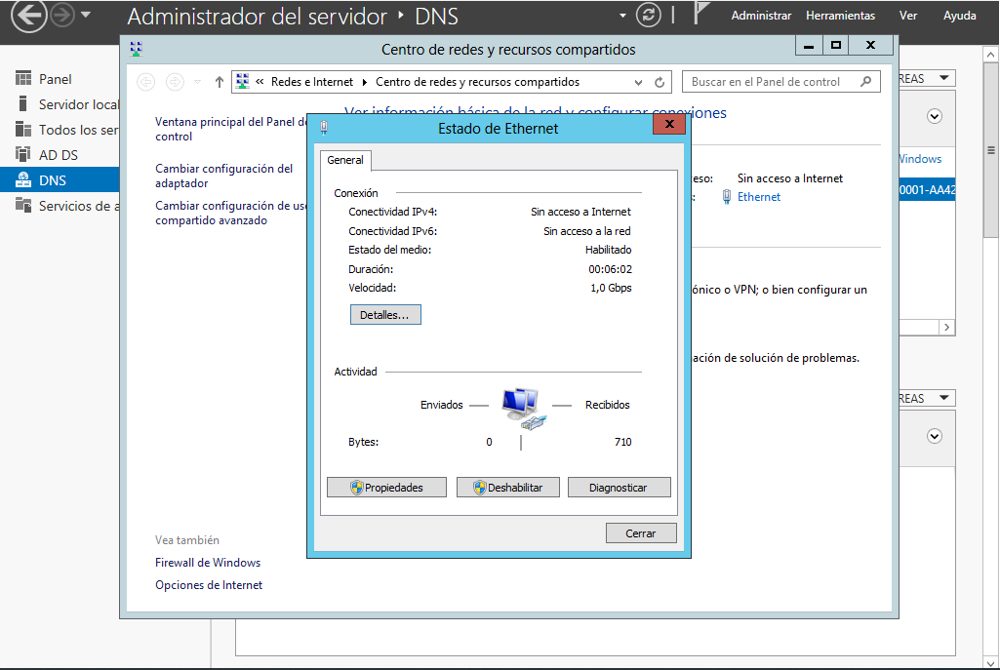 Administrador del servidor ‣ DNS
Administrar Herramientas Ver Ayuda
Panel
Servidor local
Todos los ser
AD DS
DNS
Servicios de a
Centro de redes y recursos compartidos
« Redes e Internet ‣ Centro de redes y recursos compartidos
Buscar en el Panel de control
Ventana principal del Panel de
control
Cambiar configuración del
adaptador
Cambiar configuración de uso
compartido avanzado
Vea también
Firewall de Windows
Opciones de Internet
Ver información básica de la red y configurar conexiones
eso: Sin acceso a Internet
s: Ethernet
ónico o VPN; o bien configurar un
ación de solución de problemas.
Estado de Ethernet
General
Conexión
Conectividad IPv4: Sin acceso a Internet
Conectividad IPv6: Sin acceso a la red
Estado del medio: Habilitado
Duración: 00:06:02
Velocidad: 1,0 Gbps
Detalles...
Actividad
Enviados Recibidos
Bytes: 0 710
Propiedades Deshabilitar Diagnosticar
Cerrar
REAS
Windows
0001-AA42
REAS